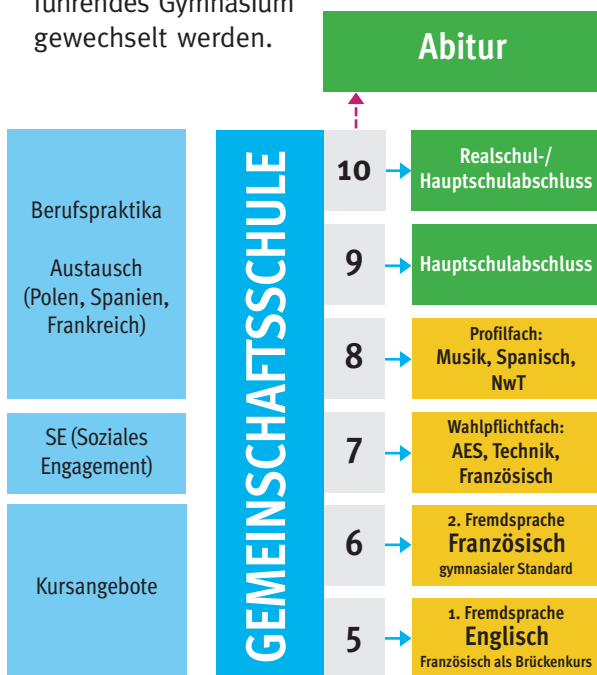 führendes Gymnasium
gewechselt werden.
Abitur
Berufspraktika
Austausch
(Polen, Spanien,
Frankreich)
SE (Soziales
Engagement)
Kursangebote
GEMEINSCHAFTSSCHULE
10
Realschul-/
Hauptschulabschluss
9
Hauptschulabschluss
8
Profilfach:
Musik, Spanisch,
NwT
7
Wahlpflichtfach:
AES, Technik,
Französisch
6
2. Fremdsprache
Französisch
gymnasialer Standard
5
1. Fremdsprache
Englisch
Französisch als Brückenkurs